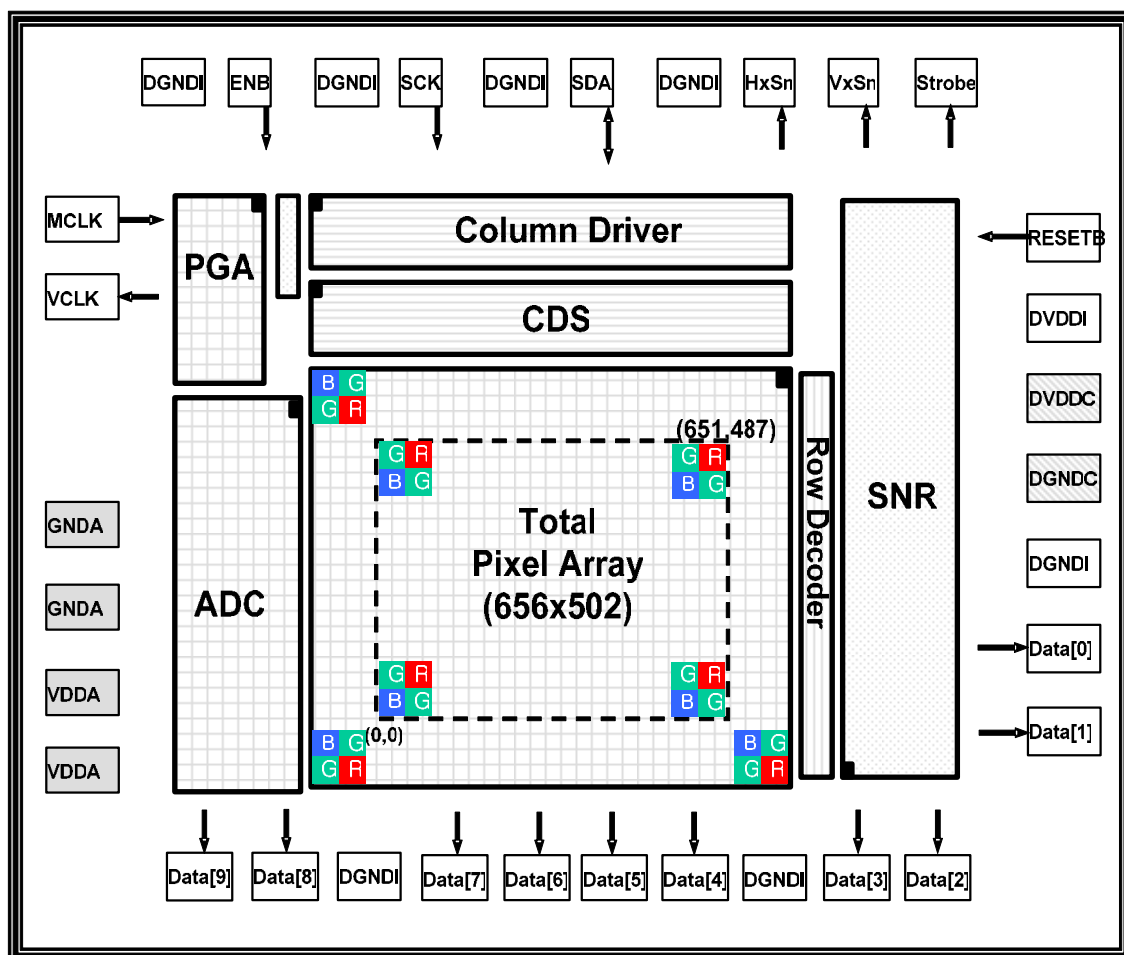 DGNDI ENB DGNDI SCK DGNDI SDA DGNDI HxSn VxSn Strobe
MCLK
VCLK
PGA
Column Driver
CDS
RESETB
DVDDI
DVDDC
DGNDC
DGNDI
Data[0]
Data[1]
SNR
Row Decoder
B G
G R
(651,487)
G R
B G
G R
B G
Total
Pixel Array
(656x502)
G R
B G
G R
B G
(0,0)
B G
G R
B G
G R
ADC
GNDA
GNDA
VDDA
VDDA
Data[9] Data[8] DGNDI Data[7] Data[6] Data[5] Data[4] DGNDI Data[3] Data[2]